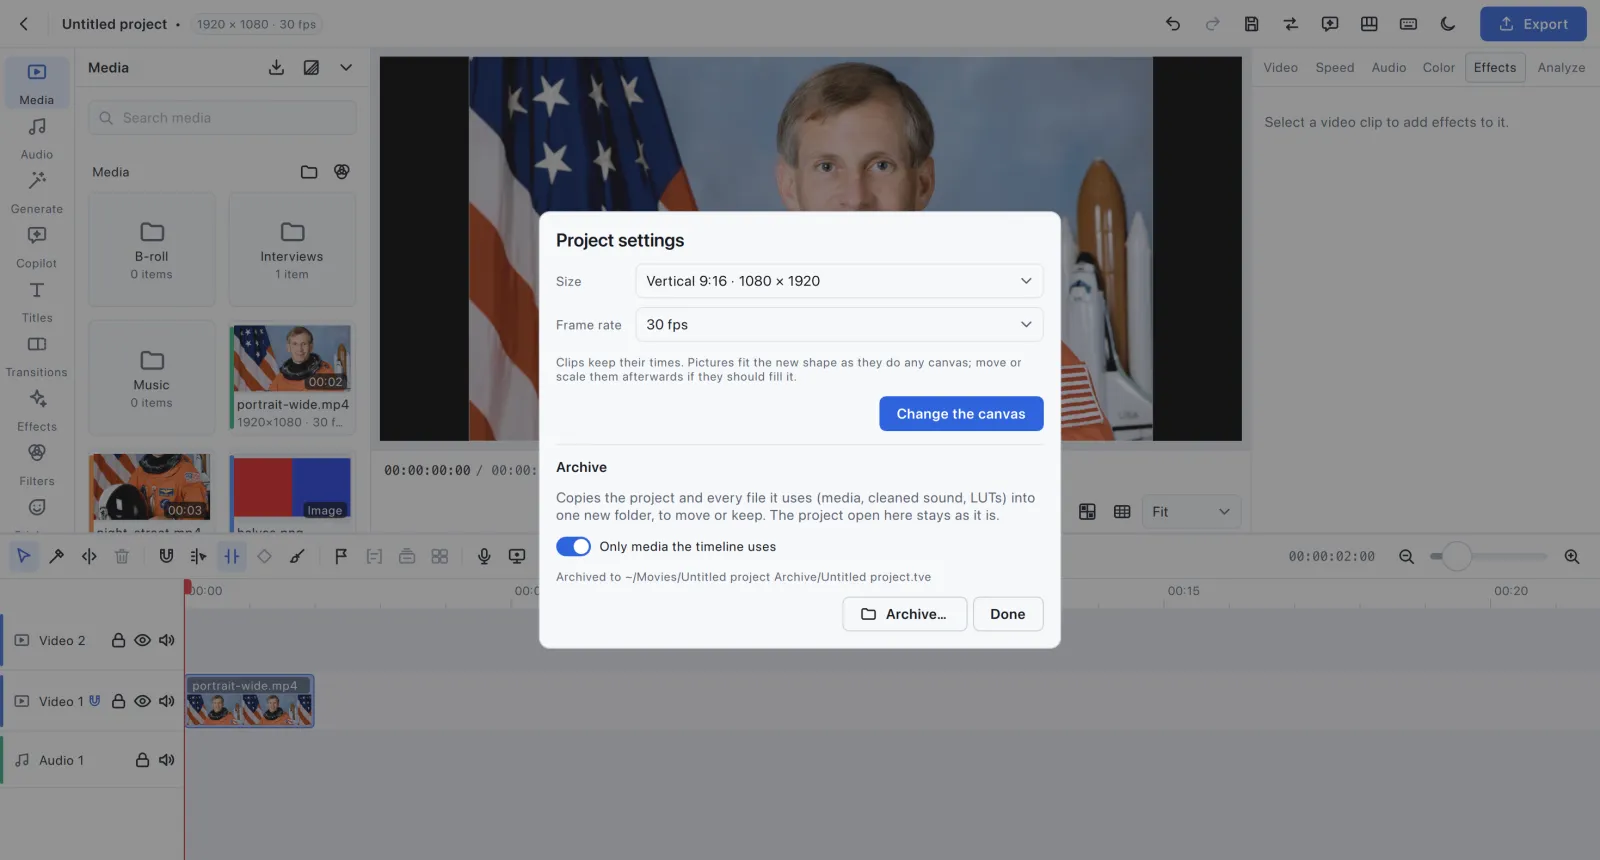 Untitled project •
1920 × 1080 · 30 fps
Export
Media
Audio
Generate
Copilot
Titles
Transitions
Effects
Filters
Media
Search media
Media
B-roll
0 items
Interviews
1 item
Music
0 items
00:02
portrait-wide.mp4
1920×1080 · 30 f…
00:03
Image
USA
00:00:00:00 / 00:00:
Fit
Video
Speed
Audio
Color
Effects
Analyze
Select a video clip to add effects to it.
Project settings
Size
Vertical 9:16 · 1080 × 1920
Frame rate
30 fps
Clips keep their times. Pictures fit the new shape as they do any canvas; move or
scale them afterwards if they should fill it.
Change the canvas
Archive
Copies the project and every file it uses (media, cleaned sound, LUTs) into
one new folder, to move or keep. The project open here stays as it is.
Only media the timeline uses
Archived to ~/Movies/Untitled project Archive/Untitled project.tve
Archive…
Done
00:00:02:00
00:00
00:15
00:20
Video 2
Video 1
portrait-wide.mp4
Audio 1